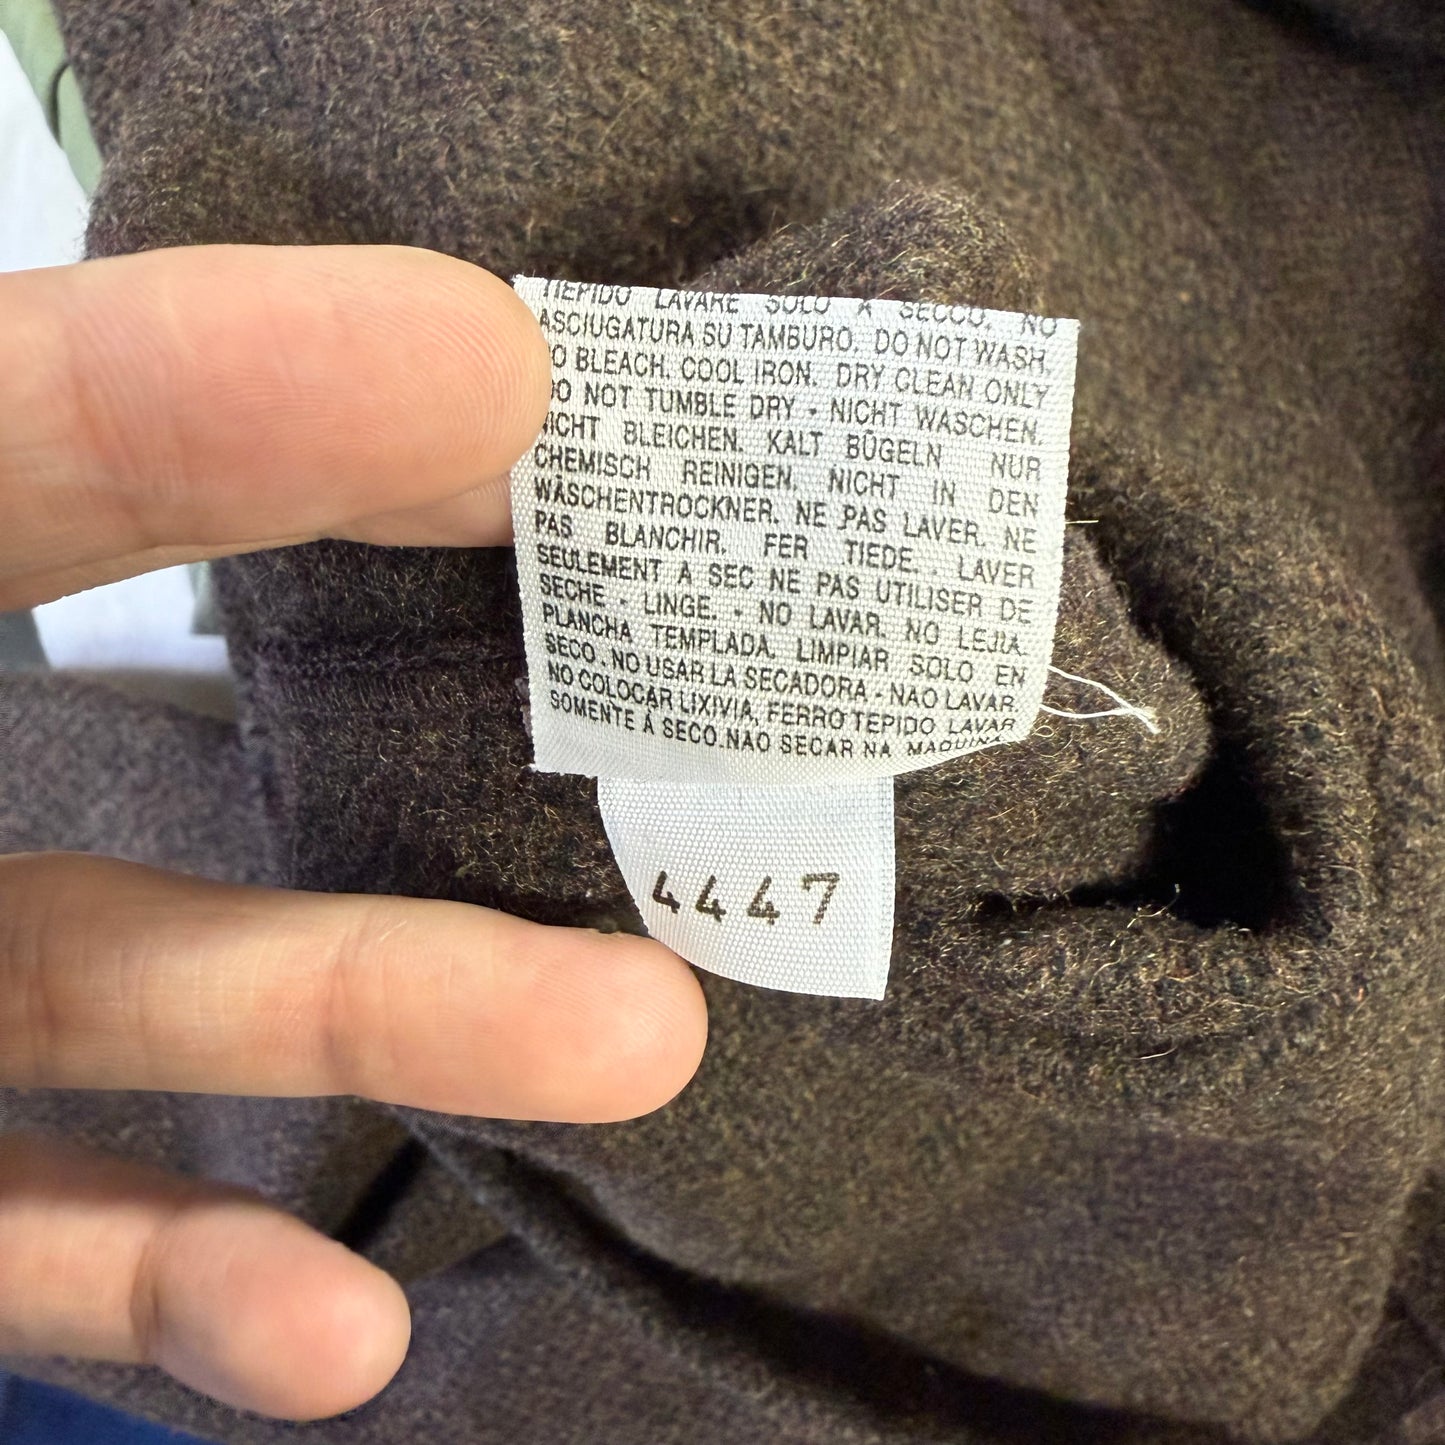 TIEPIDO LAVARE SOLO A SECCO. NO
ASCIUGATURA SU TAMBURO. DO NOT WASH.
O BLEACH. COOL IRON. DRY CLEAN ONLY
O NOT TUMBLE DRY - NICHT WASCHEN.
ICHT BLEICHEN. KALT BÜGELN NUR
CHEMISCH REINIGEN. NICHT IN DEN
WÄSCHENTROCKNER. NE PAS LAVER. NE
PAS BLANCHIR. FER TIEDE. . LAVER
SEULEMENT A SEC NE PAS UTILISER DE
SECHE - LINGE. - NO LAVAR. NO LEJIA.
PLANCHA TEMPLADA. LIMPIAR SOLO EN
SECO . NO USAR LA SECADORA - NAO LAVAR.
NO COLOCAR LIXIVIA, FERRO TEPIDO LAVAR
SOMENTE Á SECO.NAO SECAR NA MAQUINA.
4447